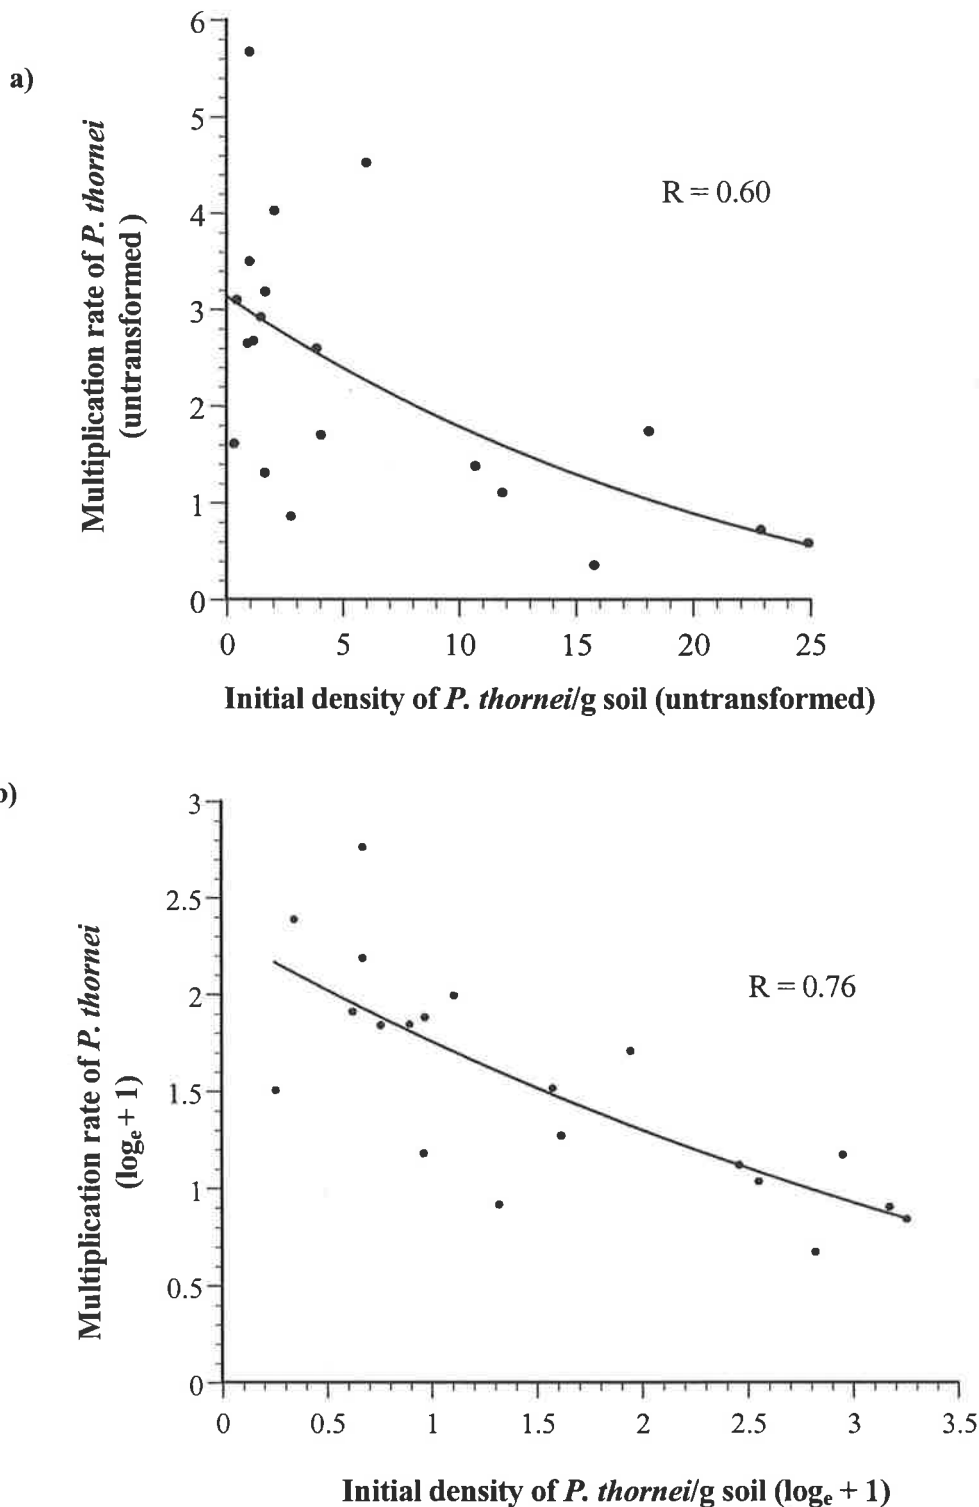 a)
Multiplication rate of P. thornei
(untransformed )
6
5
4
3
2
1
0
R = 0.60
0 5 10 15 20 25
Initial density of P. thornei/g soil (untransformed)
b)
Multiplication rate of P. thornei
(logₑ + 1)
3
2.5
2
1.5
1
0.5
0
R = 0.76
0 0.5 1 1.5 2 2.5 3 3.5
Initial density of P. thornei/g soil (logₑ + 1)